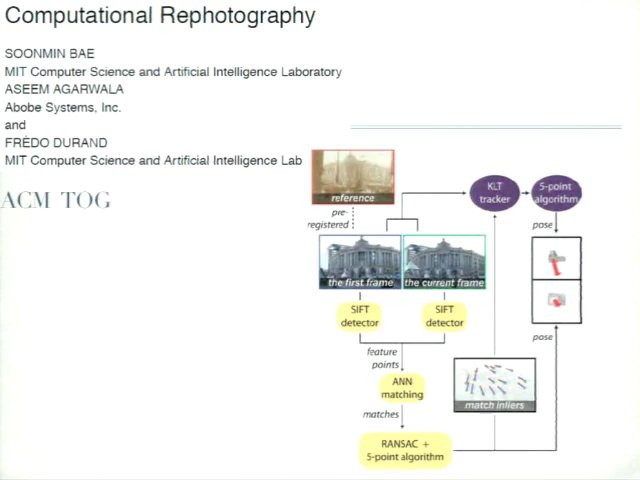 Computational Rephotography
SOONMIN BAE
MIT Computer Science and Artificial Intelligence Laboratory
ASEEM AGARWALA
Abobe Systems, Inc.
and
FRÉDO DURAND
MIT Computer Science and Artificial Intelligence Lab
ACM TOG
reference
pre-
registered
the first frame
the current frame
KLT
tracker
5-point
algorithm
pose
SIFT
detector
SIFT
detector
pose
feature
points
ANN
matching
match inliers
matches
RANSAC +
5-point algorithm